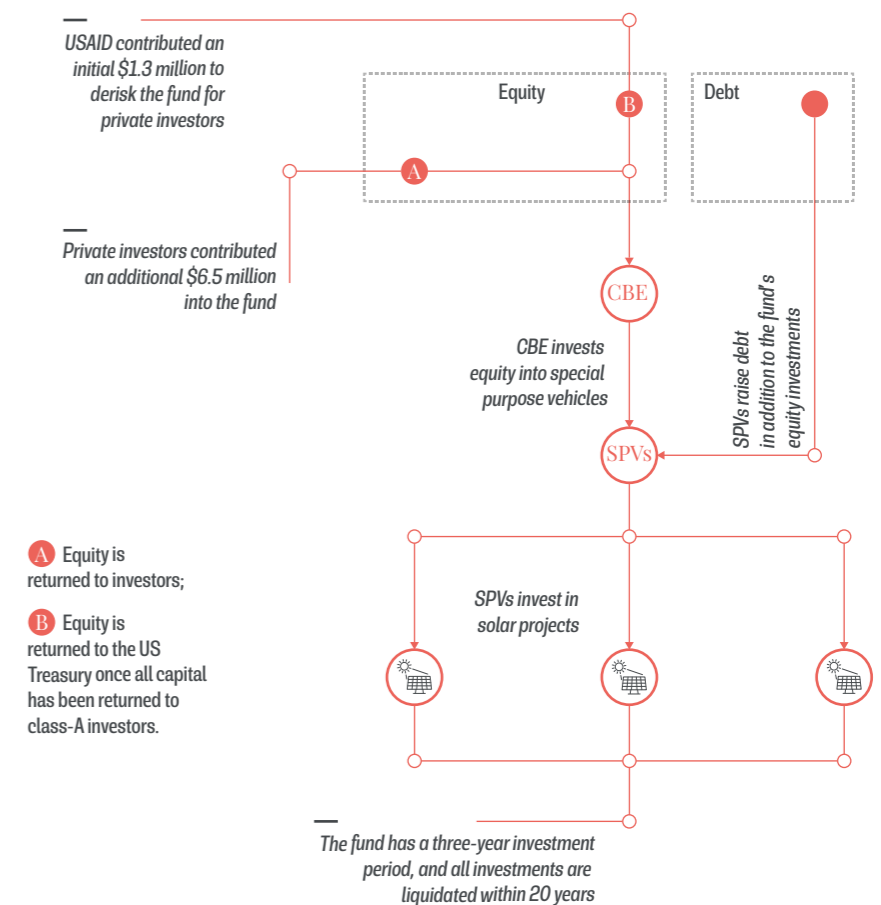 USAID contributed an
initial $1.3 million to
derisk the fund for
private investors
Equity
B
Debt
A
Private investors contributed
an additional $6.5 million
into the fund
CBE
CBE invests
equity into special
purpose vehicles
SPVs raise debt
in addition to the fund's
equity investments
SPVs
A Equity is
returned to investors;
B Equity is
returned to the US
Treasury once all capital
has been returned to
class-A investors.
SPVs invest in
solar projects
The fund has a three-year investment
period, and all investments are
liquidated within 20 years